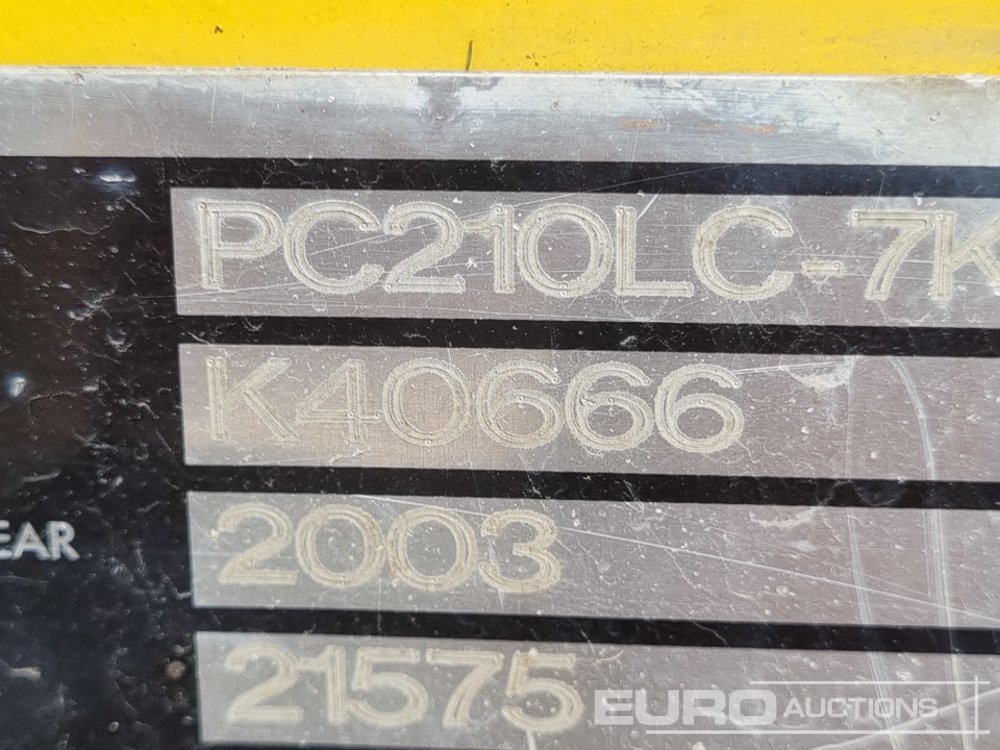 PC210LC-7K
K40666
EAR 2003
21575
EURO AUCTIONS